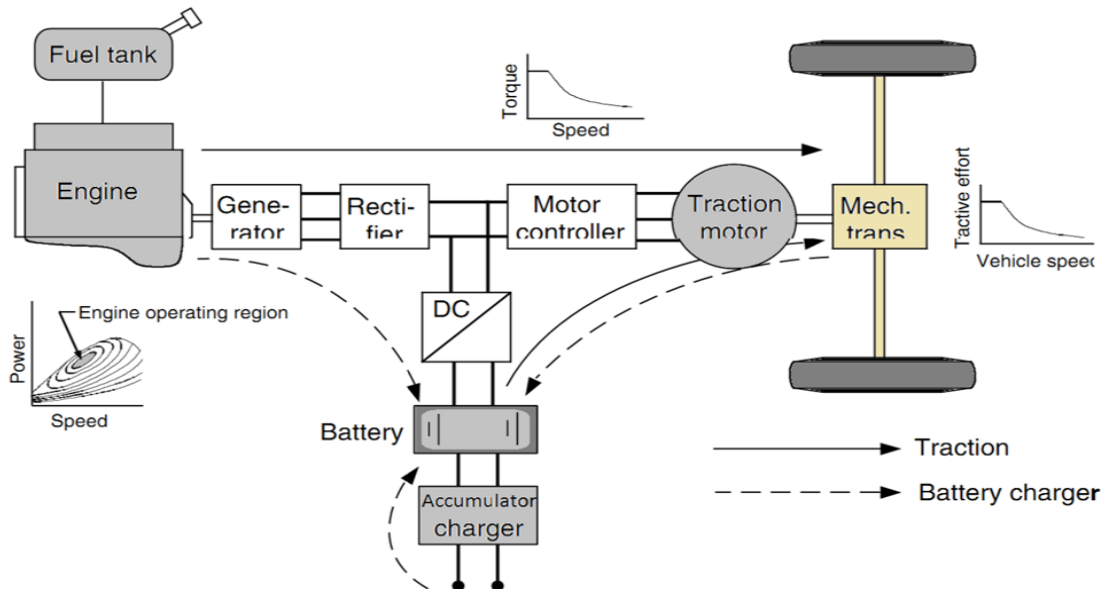 Fuel tank
Torque
Speed
Engine
Gene-
rator
Recti-
fier
Motor
controller
Traction
motor
Mech.
trans
Tactive effort
Vehicle speec
DC
Engine operating region
Power
Speed
Battery
Traction
Accumulator
charger
Battery charger